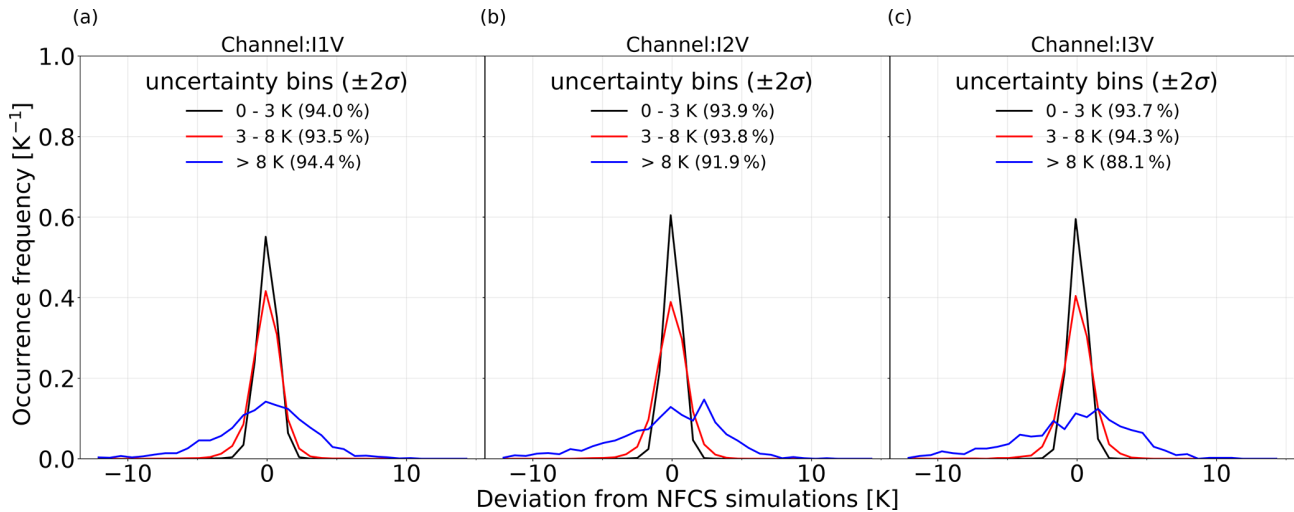 (a)
(b)
(c)
Channel:I1V
Channel:I2V
Channel:I3V
Occurrence frequency [K⁻¹]
1.0
0.8
0.6
0.4
0.2
0.0
uncertainty bins (±2σ)
0 - 3 K (94.0 %)
3 - 8 K (93.5 %)
> 8 K (94.4 %)
uncertainty bins (±2σ)
0 - 3 K (93.9 %)
3 - 8 K (93.8 %)
> 8 K (91.9 %)
uncertainty bins (±2σ)
0 - 3 K (93.7 %)
3 - 8 K (94.3 %)
> 8 K (88.1 %)
−10 0 10
−10 0 10
−10 0 10
Deviation from NFCS simulations [K]